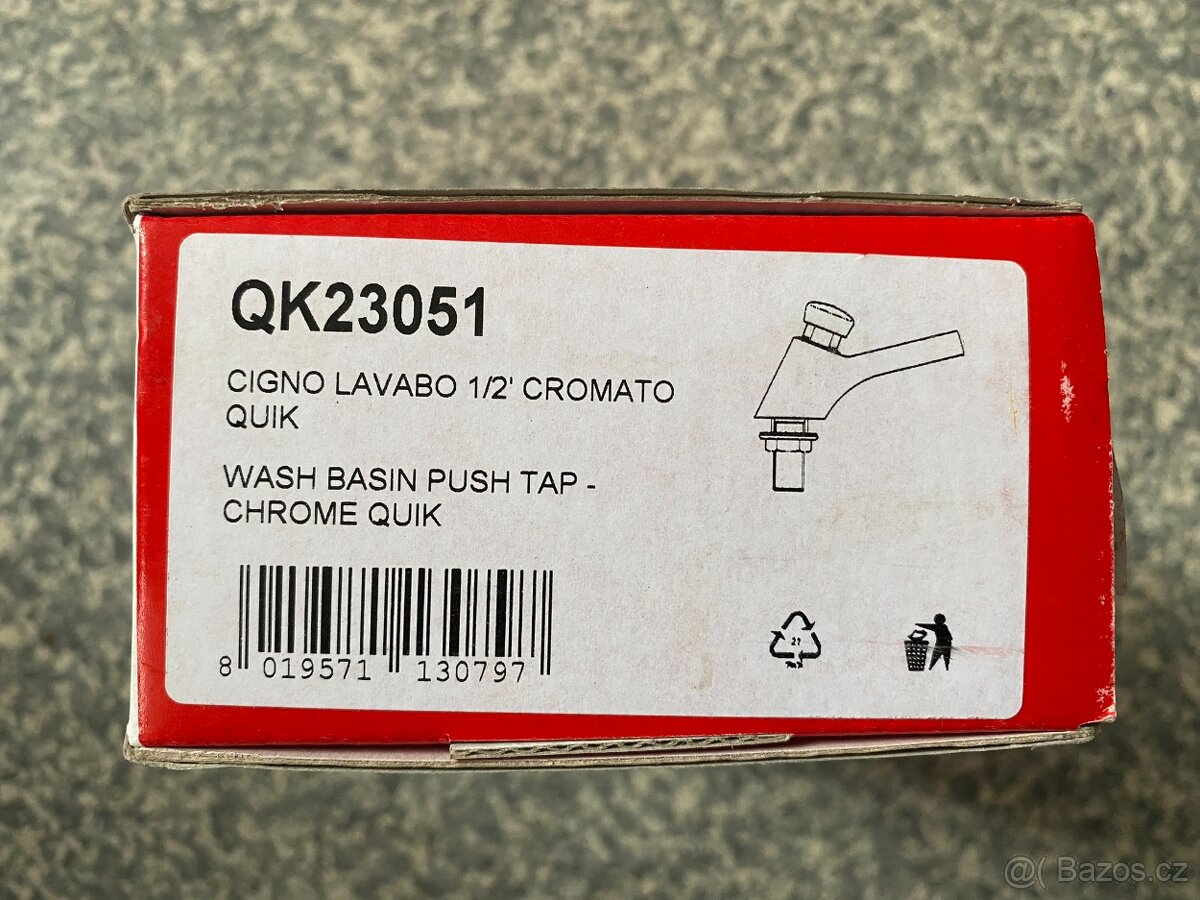 QK23051
CIGNO LAVABO 1/2' CROMATO
QUIK
WASH BASIN PUSH TAP -
CHROME QUIK
8 019571 130797
@( Bazos.cz